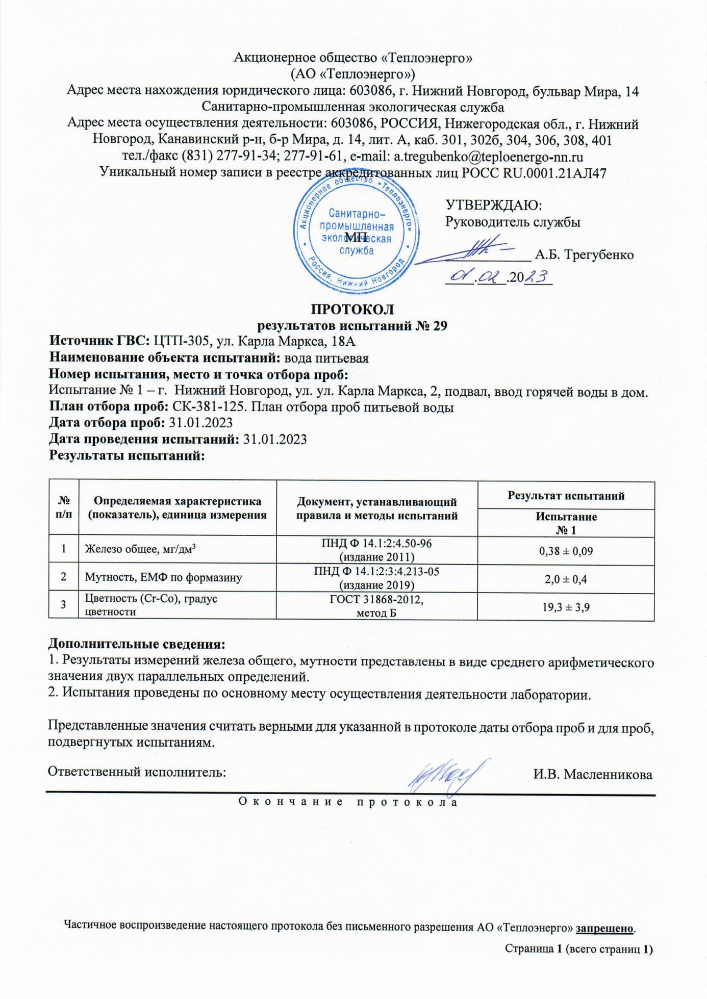 Акционерное общество «Теплоэнерго»
(АО «Теплоэнерго»)
Адрес места нахождения юридического лица: 603086, г. Нижний Новгород, бульвар Мира, 14
Санитарно-промышленная экологическая служба
Адрес места осуществления деятельности: 603086, РОССИЯ, Нижегородская обл., г. Нижний
Новгород, Канавинский р-н, б-р Мира, д. 14, лит. А, каб. 301, 302б, 304, 306, 308, 401
тел./факс (831) 277-91-34; 277-91-61, e-mail: a.tregubenko@teploenergo-nn.ru
Уникальный номер записи в реестре аккредитованных лиц РОСС RU.0001.21АЛ47
Акционерное общество «Теплоэнерго»
Санитарно-
промышленная
экологическая
служба
Россия, Нижний Новгород
МП
УТВЕРЖДАЮ:
Руководитель службы
А.Б. Трегубенко
01.02.2023
ПРОТОКОЛ
результатов испытаний № 29
Источник ГВС: ЦТП-305, ул. Карла Маркса, 18А
Наименование объекта испытаний: вода питьевая
Номер испытания, место и точка отбора проб:
Испытание № 1 – г. Нижний Новгород, ул. ул. Карла Маркса, 2, подвал, ввод горячей воды в дом.
План отбора проб: СК-381-125. План отбора проб питьевой воды
Дата отбора проб: 31.01.2023
Дата проведения испытаний: 31.01.2023
Результаты испытаний:
№
п/п
Определяемая характеристика
(показатель), единица измерения
Документ, устанавливающий
правила и методы испытаний
Результат испытаний
Испытание
№ 1
1
Железо общее, мг/дм³
ПНД Ф 14.1:2:4.50-96
(издание 2011)
0,38 ± 0,09
2
Мутность, ЕМФ по формазину
ПНД Ф 14.1:2:3:4.213-05
(издание 2019)
2,0 ± 0,4
3
Цветность (Cr-Co), градус
цветности
ГОСТ 31868-2012,
метод Б
19,3 ± 3,9
Дополнительные сведения:
1. Результаты измерений железа общего, мутности представлены в виде среднего арифметического
значения двух параллельных определений.
2. Испытания проведены по основному месту осуществления деятельности лаборатории.
Представленные значения считать верными для указанной в протоколе даты отбора проб и для проб,
подвергнутых испытаниям.
Ответственный исполнитель:
И.В. Масленникова
Окончание протокола
Частичное воспроизведение настоящего протокола без письменного разрешения АО «Теплоэнерго» запрещено.
Страница 1 (всего страниц 1)